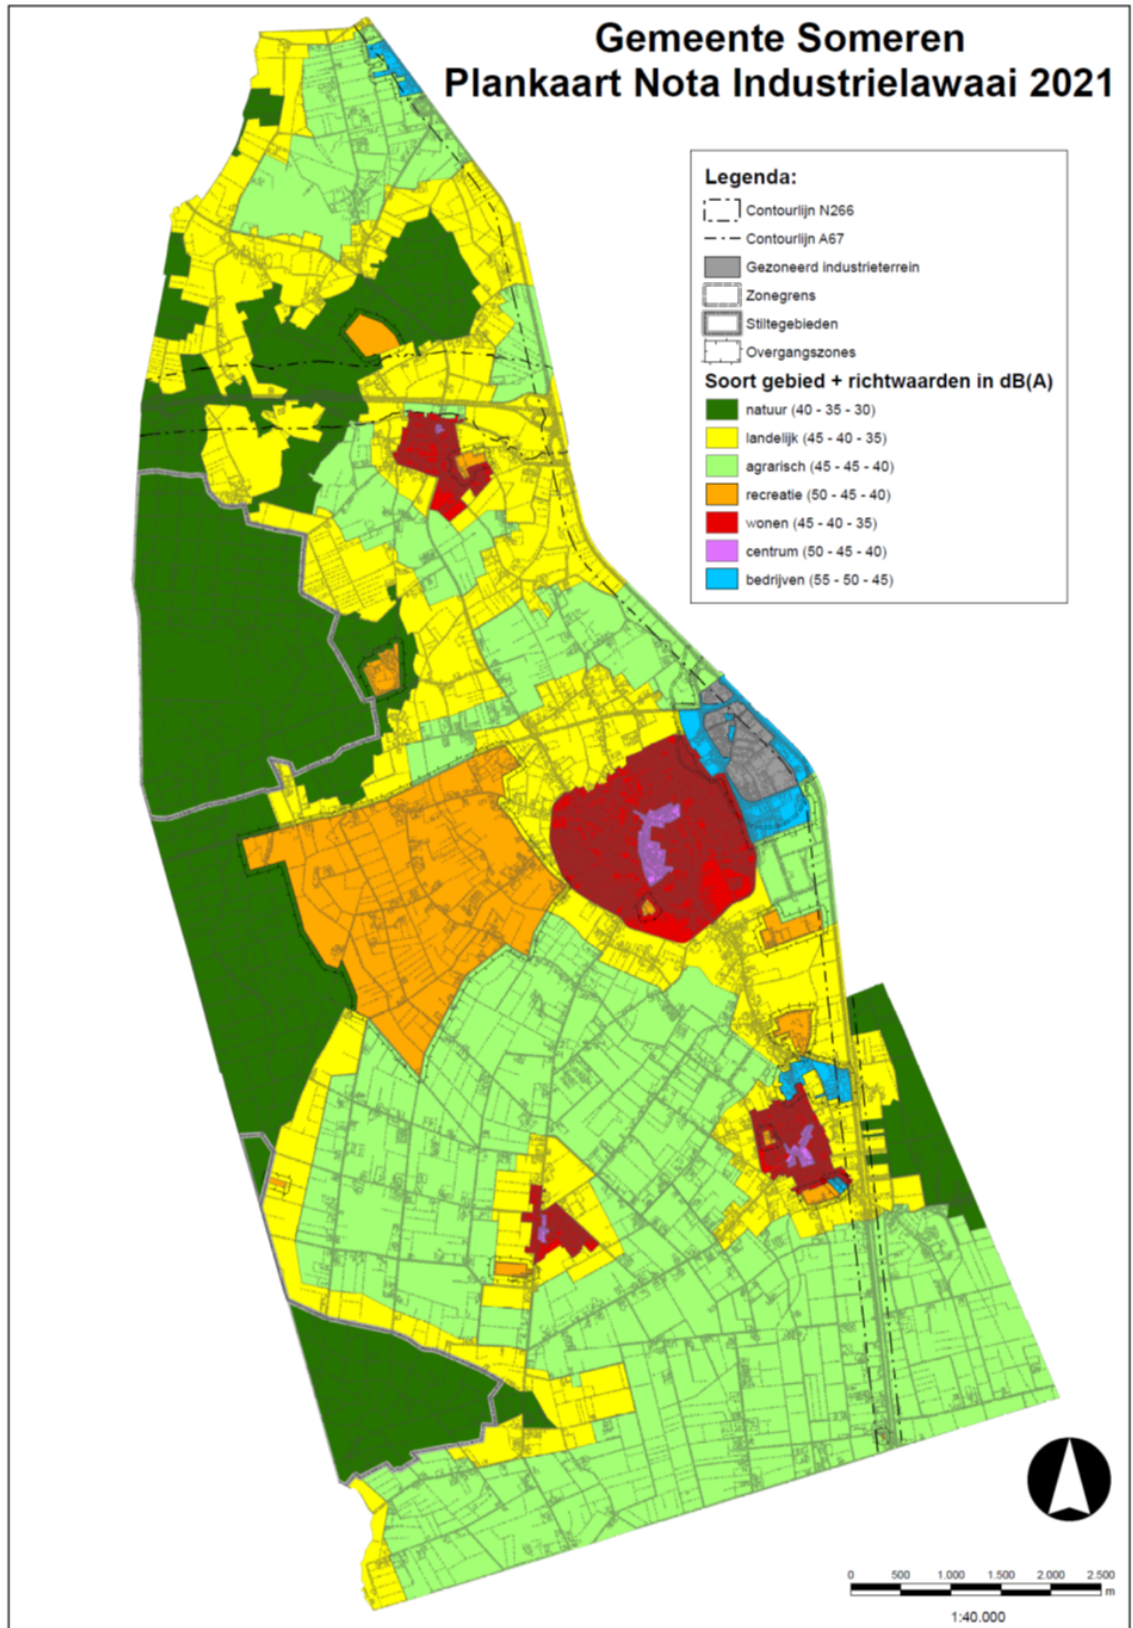 Gemeente Someren
Plankaart Nota Industrielawaai 2021
Legenda:
Contourlijn N266
Contourlijn A67
Gezoneerd industrieterrein
Zonegrens
Stiltegebieden
Overgangszones
Soort gebied + richtwaarden in dB(A)
natuur (40 - 35 - 30)
landelijk (45 - 40 - 35)
agrarisch (45 - 45 - 40)
recreatie (50 - 45 - 40)
wonen (45 - 40 - 35)
centrum (50 - 45 - 40)
bedrijven (55 - 50 - 45)
0 500 1.000 1.500 2.000 2.500
m
1:40.000